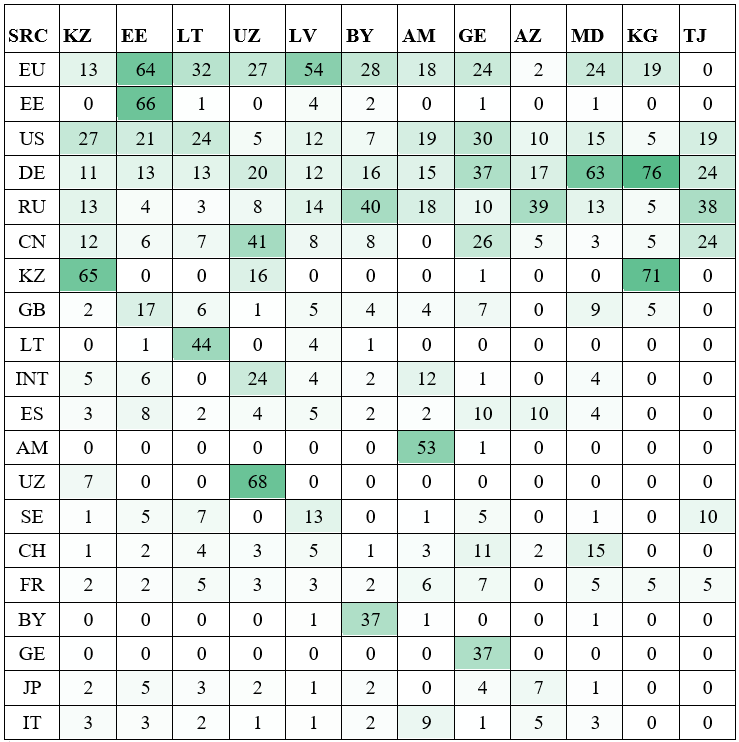 SRC KZ EE LT UZ LV BY AM GE AZ MD KG TJ
EU 13 64 32 27 54 28 18 24 2 24 19 0
EE 0 66 1 0 4 2 0 1 0 1 0 0
US 27 21 24 5 12 7 19 30 10 15 5 19
DE 11 13 13 20 12 16 15 37 17 63 76 24
RU 13 4 3 8 14 40 18 10 39 13 5 38
CN 12 6 7 41 8 8 0 26 5 3 5 24
KZ 65 0 0 16 0 0 0 1 0 0 71 0
GB 2 17 6 1 5 4 4 7 0 9 5 0
LT 0 1 44 0 4 1 0 0 0 0 0 0
INT 5 6 0 24 4 2 12 1 0 4 0 0
ES 3 8 2 4 5 2 2 10 10 4 0 0
AM 0 0 0 0 0 0 53 1 0 0 0 0
UZ 7 0 0 68 0 0 0 0 0 0 0 0
SE 1 5 7 0 13 0 1 5 0 1 0 10
CH 1 2 4 3 5 1 3 11 2 15 0 0
FR 2 2 5 3 3 2 6 7 0 5 5 5
BY 0 0 0 0 1 37 1 0 0 1 0 0
GE 0 0 0 0 0 0 0 37 0 0 0 0
JP 2 5 3 2 1 2 0 4 7 1 0 0
IT 3 3 2 1 1 2 9 1 5 3 0 0